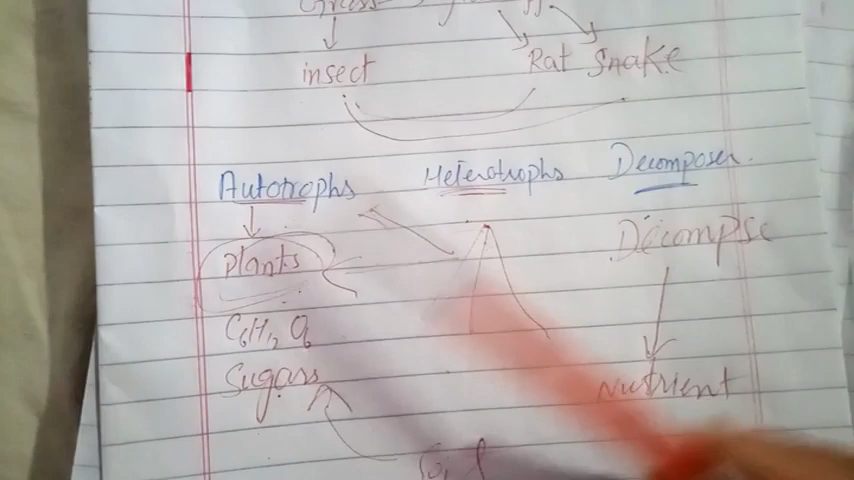 insect Rat Snake
Autotrophs Heterotrophs Decomposer.
Decompse
plants
C6H12O6
Sugars Nutrient